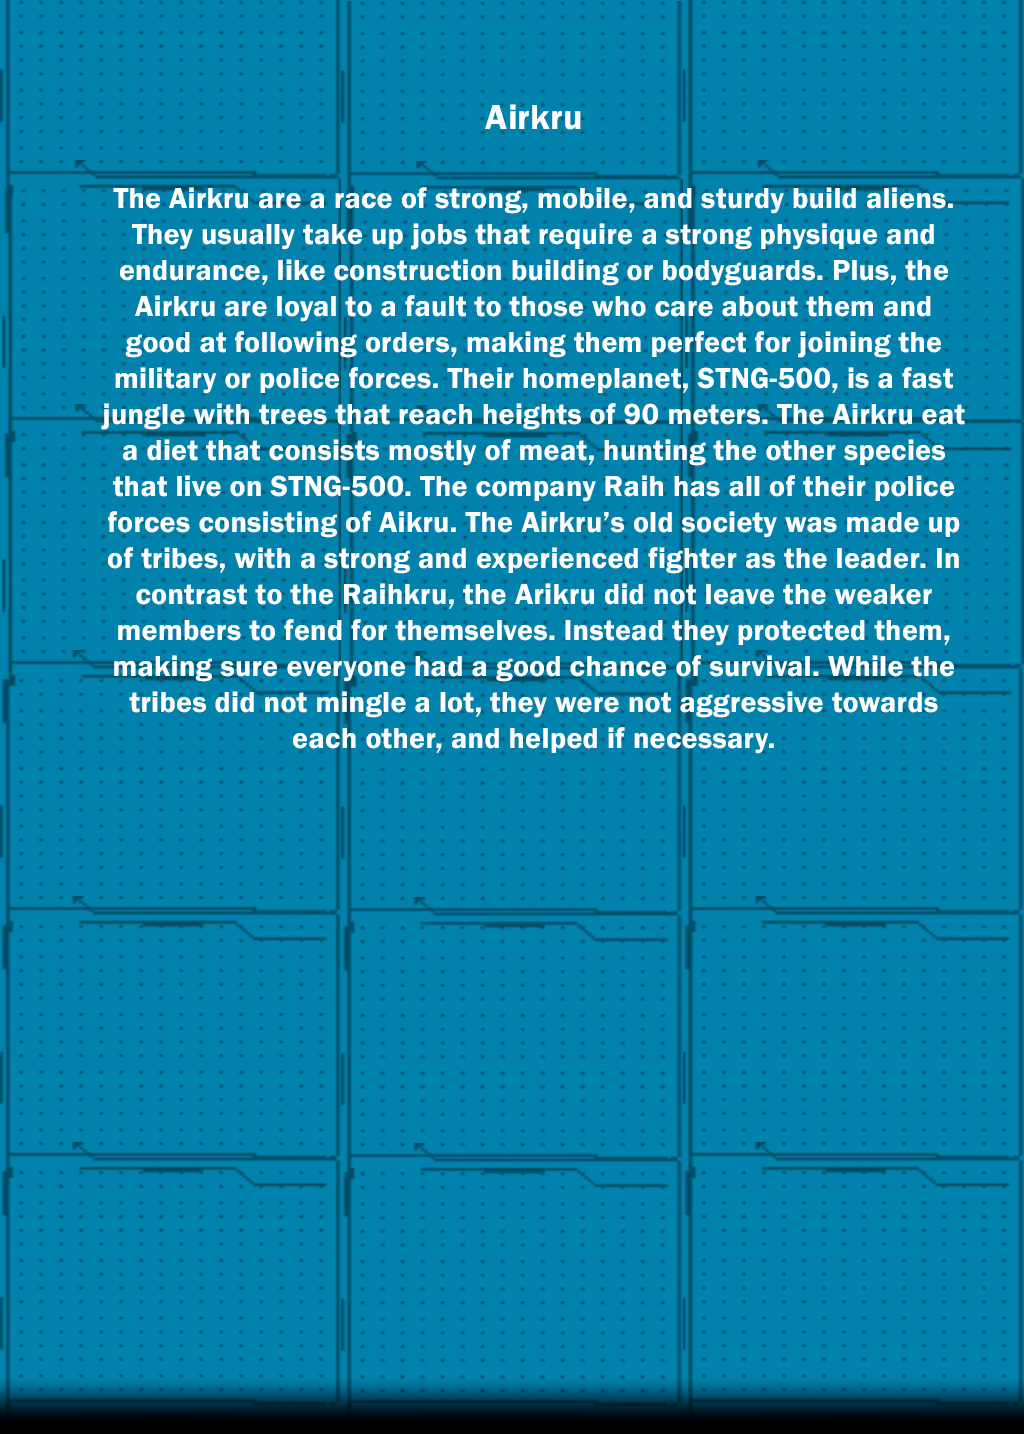 Airkru
The Airkru are a race of strong, mobile, and sturdy build aliens.
They usually take up jobs that require a strong physique and
endurance, like construction building or bodyguards. Plus, the
Airkru are loyal to a fault to those who care about them and
good at following orders, making them perfect for joining the
military or police forces. Their homeplanet, STNG-500, is a fast
jungle with trees that reach heights of 90 meters. The Airkru eat
a diet that consists mostly of meat, hunting the other species
that live on STNG-500. The company Raih has all of their police
forces consisting of Aikru. The Airkru’s old society was made up
of tribes, with a strong and experienced fighter as the leader. In
contrast to the Raihkru, the Arikru did not leave the weaker
members to fend for themselves. Instead they protected them,
making sure everyone had a good chance of survival. While the
tribes did not mingle a lot, they were not aggressive towards
each other, and helped if necessary.